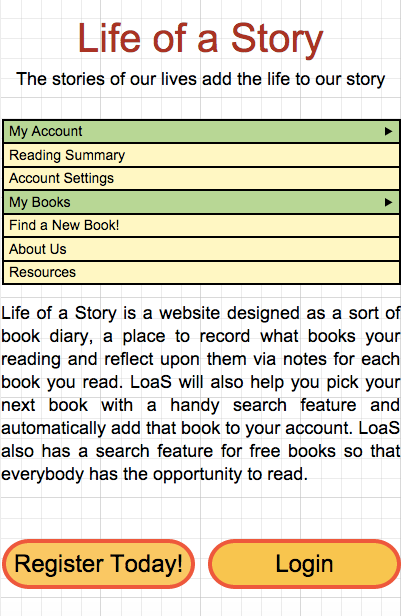 Life of a Story
The stories of our lives add the life to our story
My Account
Reading Summary
Account Settings
My Books
Find a New Book!
About Us
Resources
Life of a Story is a website designed as a sort of
book diary, a place to record what books your
reading and reflect upon them via notes for each
book you read. LoaS will also help you pick your
next book with a handy search feature and
automatically add that book to your account. LoaS
also has a search feature for free books so that
everybody has the opportunity to read.
Register Today!
Login